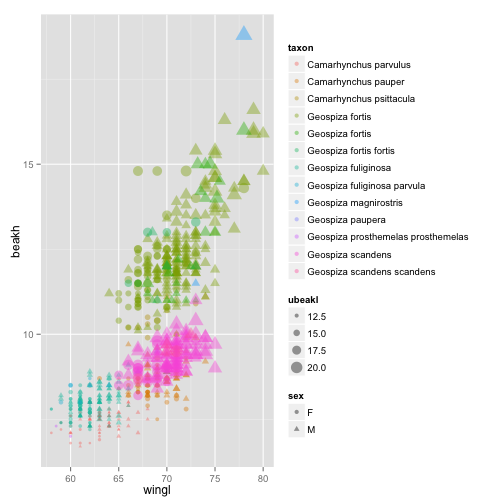 taxon
Camarhynchus parvulus
Camarhynchus pauper
Camarhynchus psittacula
Geospiza fortis
Geospiza fortis
Geospiza fortis fortis
Geospiza fuliginosa
Geospiza fuliginosa parvula
Geospiza magnirostris
Geospiza paupera
Geospiza prosthemelas prosthemelas
Geospiza scandens
Geospiza scandens scandens
ubeakl
12.5
15.0
17.5
20.0
sex
F
M
beakh
15
10
60 65 70 75 80
wingl